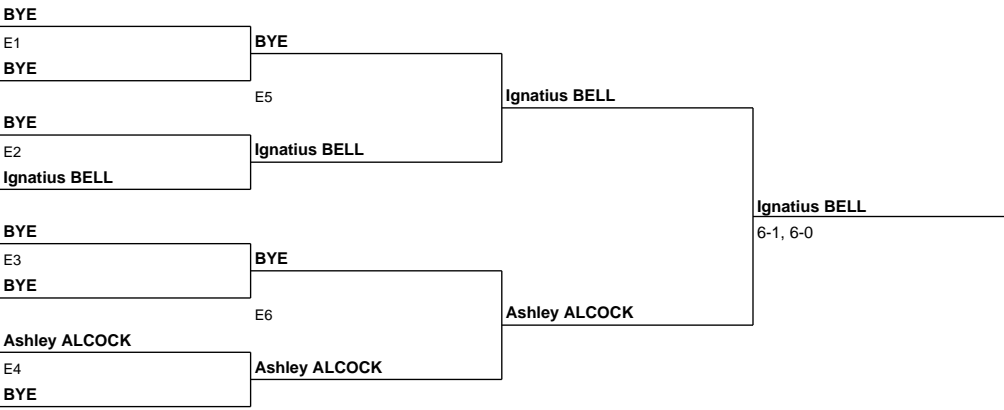 BYE
E1
BYE
BYE
E5
Ignatius BELL
BYE
E2
Ignatius BELL
Ignatius BELL
Ignatius BELL
6-1, 6-0
BYE
E3
BYE
BYE
E6
Ashley ALCOCK
Ashley ALCOCK
E4
Ashley ALCOCK
BYE